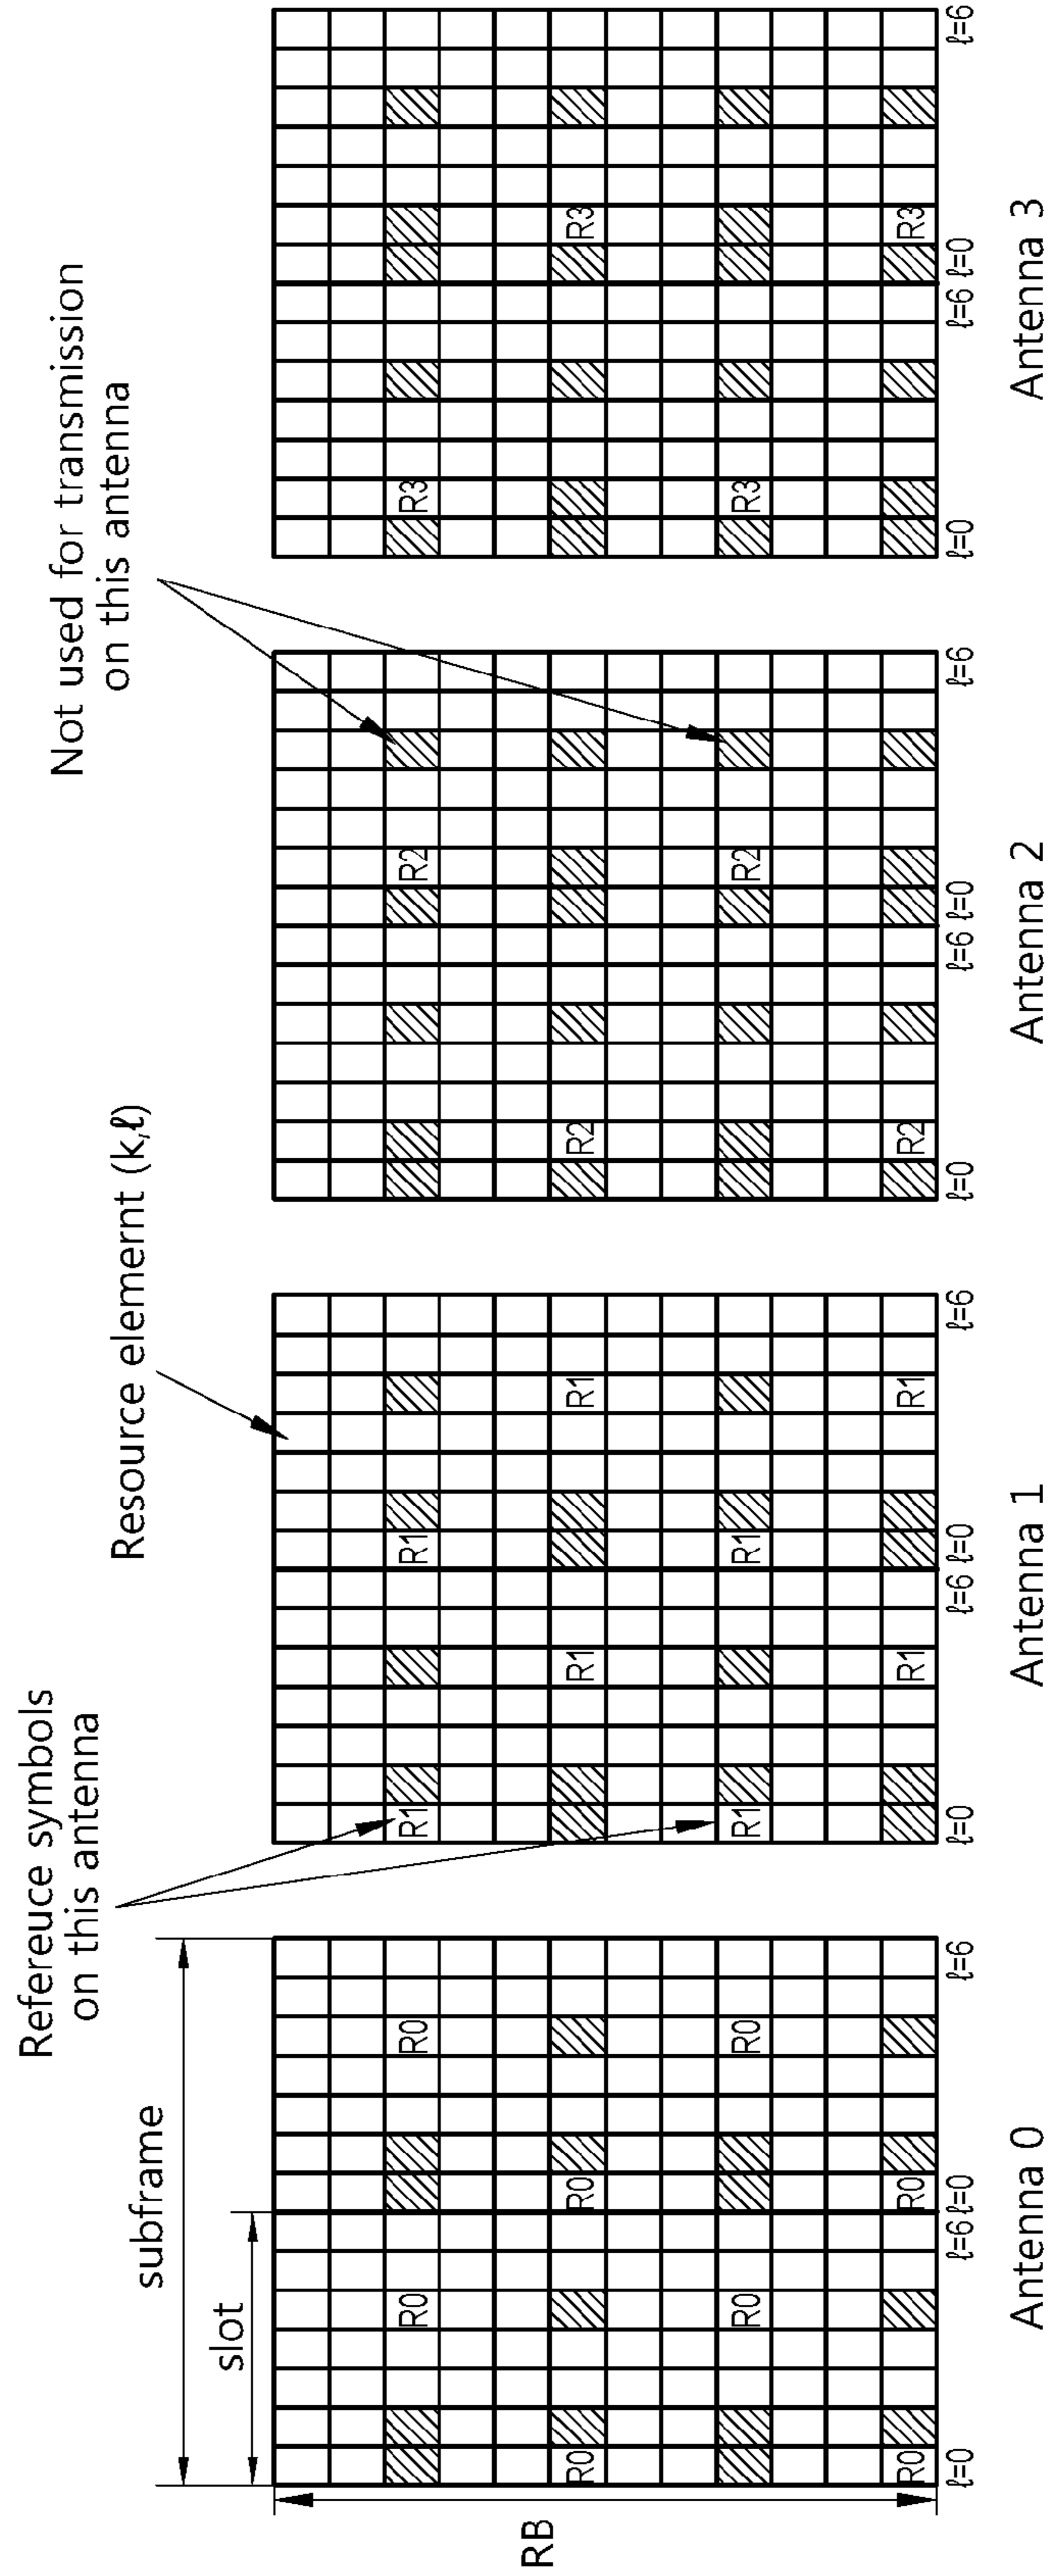 Refereuce symbols
on this antenna
Not used for transmission
on this antenna
Resource elemernt (k,ℓ)
subframe
slot
RB
R0 R0 R1 R1 R2 R3
R0 R0 R1 R1 R2 R3
R0 R0 R1 R1 R2 R3
R0 R0 R1 R1 R2 R3
ℓ=0 ℓ=6 ℓ=0 ℓ=6 ℓ=0 ℓ=6 ℓ=0 ℓ=6 ℓ=0 ℓ=6 ℓ=0 ℓ=6 ℓ=0 ℓ=6 ℓ=0 ℓ=6
Antenna 0 Antenna 1 Antenna 2 Antenna 3